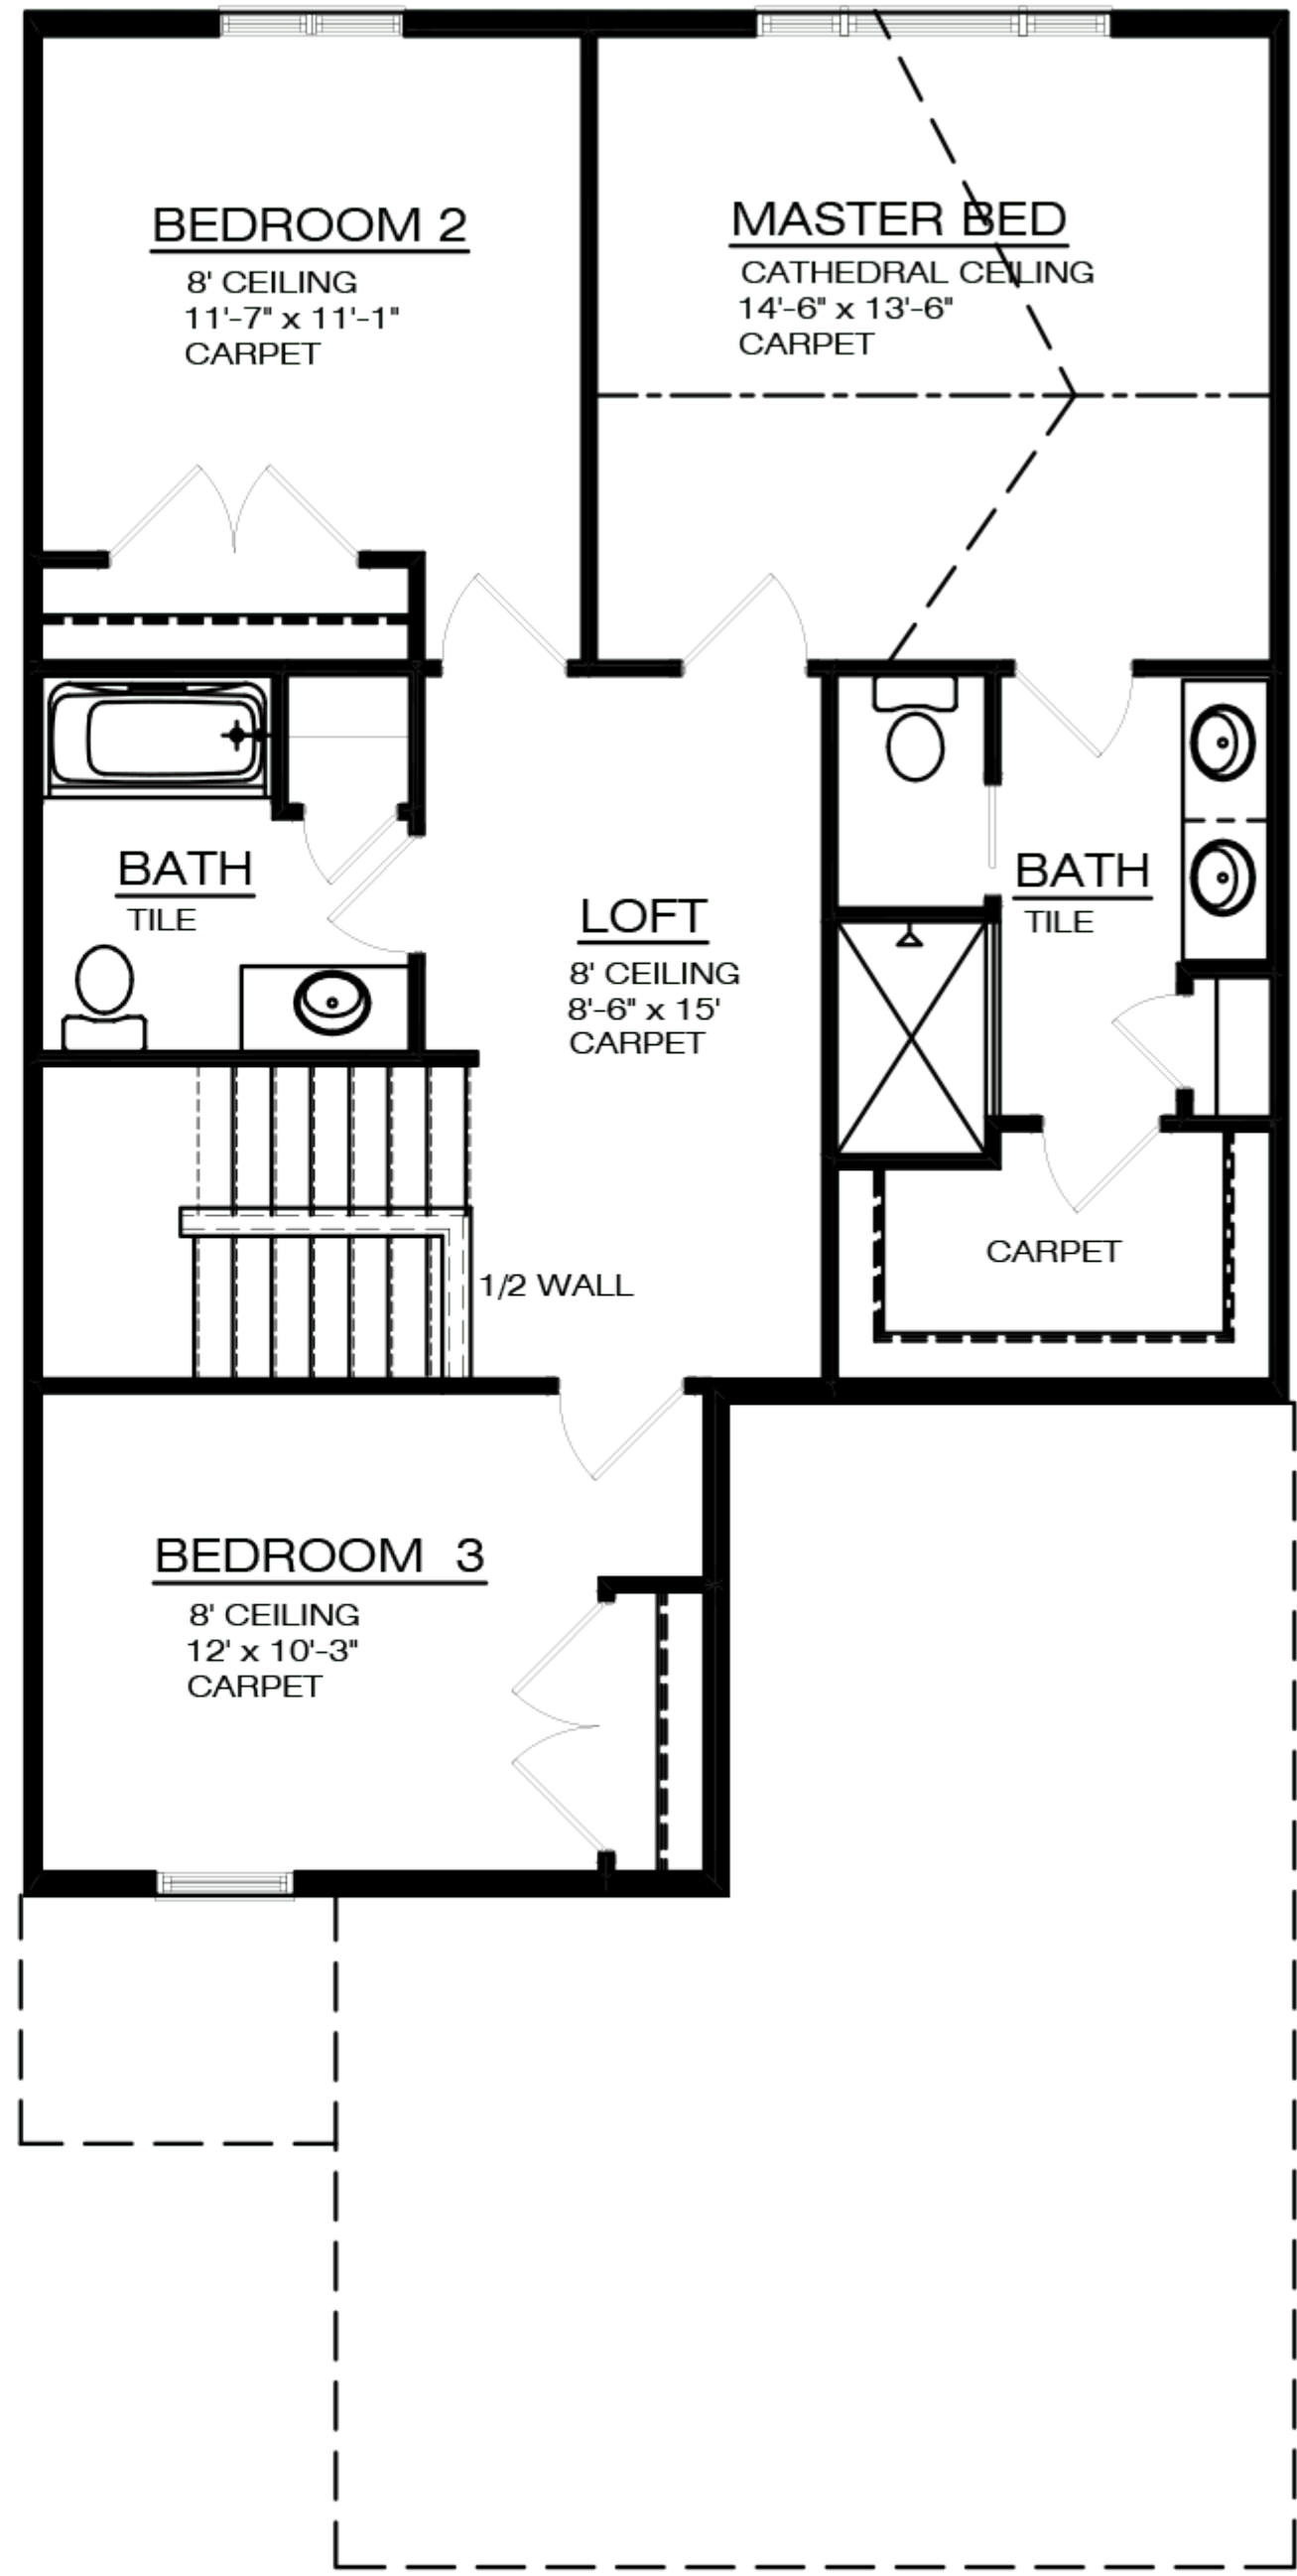 BEDROOM 2
8' CEILING
11'-7" x 11'-1"
CARPET
MASTER BED
CATHEDRAL CEILING
14'-6" x 13'-6"
CARPET
BATH
TILE
LOFT
8' CEILING
8'-6" x 15'
CARPET
BATH
TILE
CARPET
1/2 WALL
BEDROOM 3
8' CEILING
12' x 10'-3"
CARPET